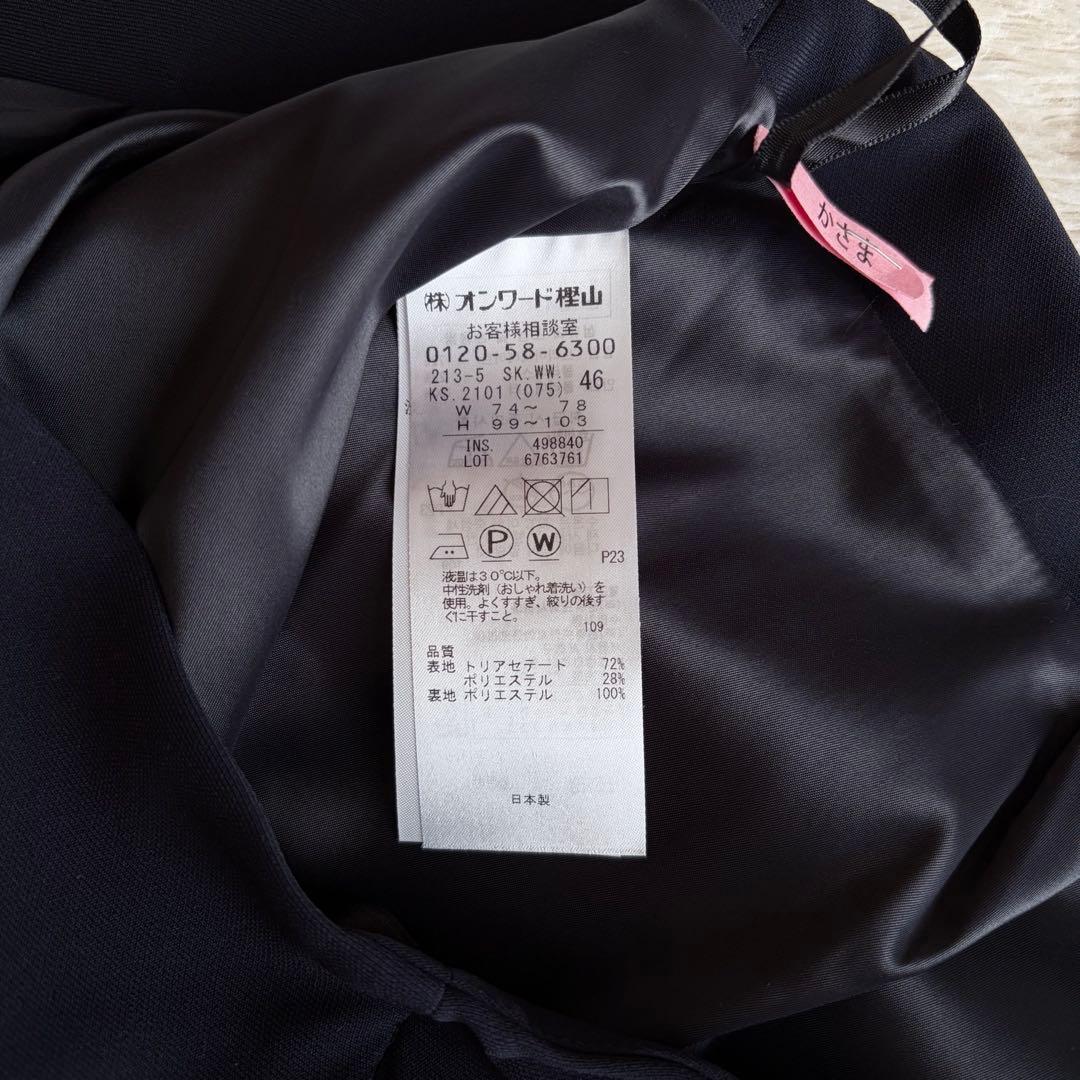 かさま
(株)オンワード樫山
お客様相談室
0120-58-6300
213-5 SK.WW. 46
KS.2101(075)
W 74〜 78
H 99〜103
INS. 498840
LOT 6763761
P W
P23
液温は30℃以下。
中性洗剤(おしゃれ着洗い)を
使用。よくすすぎ、絞りの後す
ぐに干すこと。
109
品質
表地 トリアセテート 72%
ポリエステル 28%
裏地 ポリエステル 100%
日本製